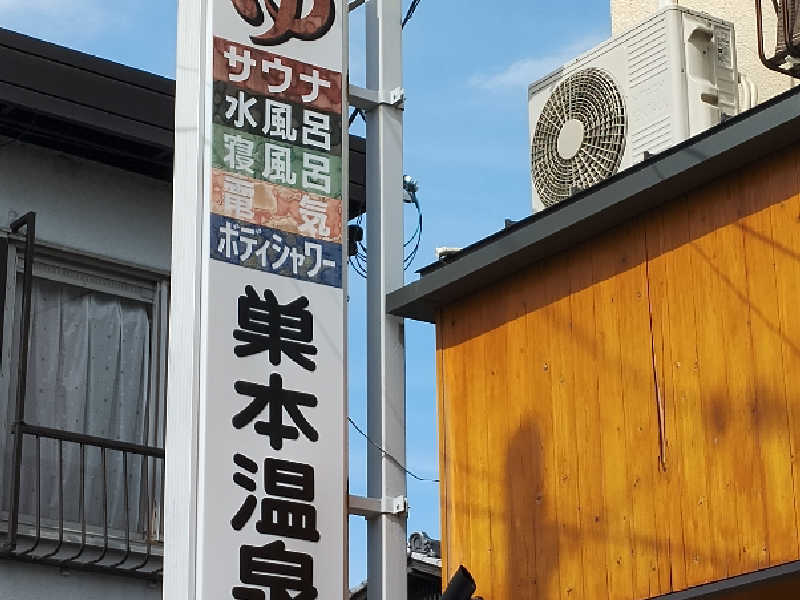 ゆ
サウナ
水風呂
寝風呂
電気
ボディシャワー
巣本温泉